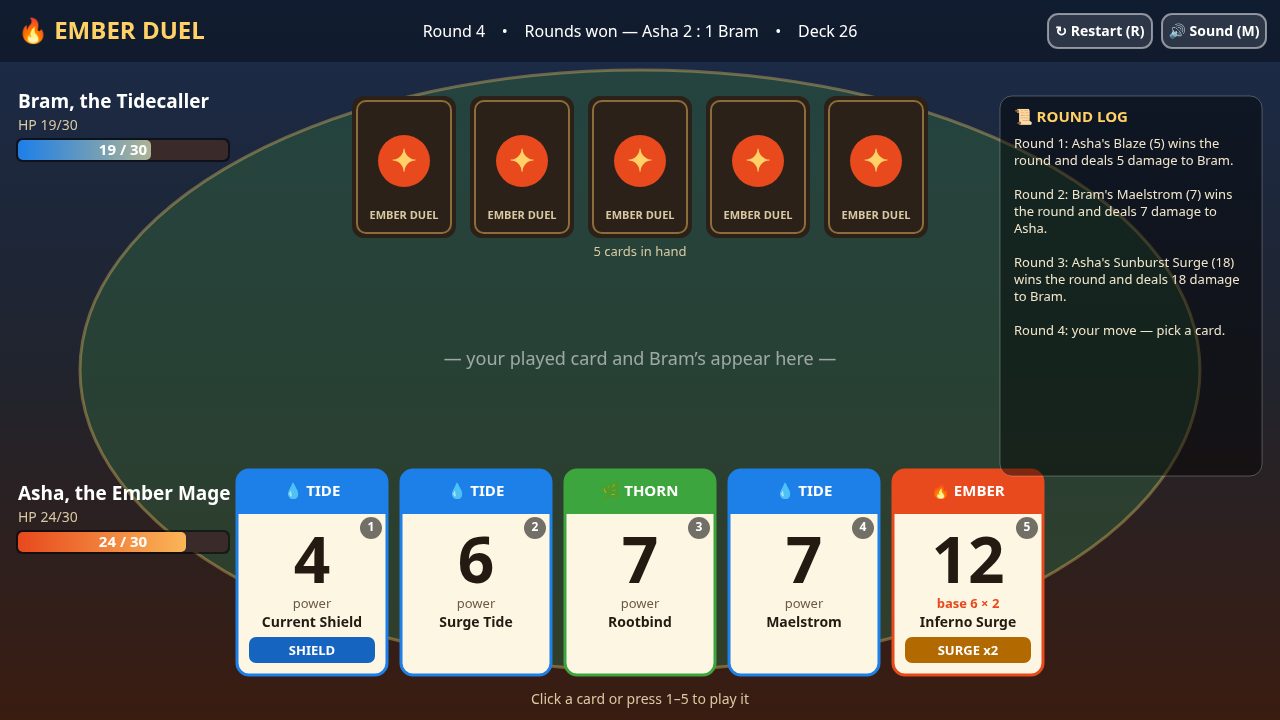 🔥 EMBER DUEL
Round 4 • Rounds won — Asha 2 : 1 Bram • Deck 26
↻ Restart (R)
🔊 Sound (M)
Bram, the Tidecaller
HP 19/30
19 / 30
EMBER DUEL
EMBER DUEL
EMBER DUEL
EMBER DUEL
EMBER DUEL
5 cards in hand
📜 ROUND LOG
Round 1: Asha's Blaze (5) wins the
round and deals 5 damage to Bram.
Round 2: Bram's Maelstrom (7) wins
the round and deals 7 damage to
Asha.
Round 3: Asha's Sunburst Surge (18)
wins the round and deals 18 damage
to Bram.
Round 4: your move — pick a card.
— your played card and Bram’s appear here —
Asha, the Ember Mage
HP 24/30
24 / 30
💧 TIDE
1
4
power
Current Shield
SHIELD
💧 TIDE
2
6
power
Surge Tide
🌿 THORN
3
7
power
Rootbind
💧 TIDE
4
7
power
Maelstrom
🔥 EMBER
5
12
base 6 × 2
Inferno Surge
SURGE x2
Click a card or press 1–5 to play it